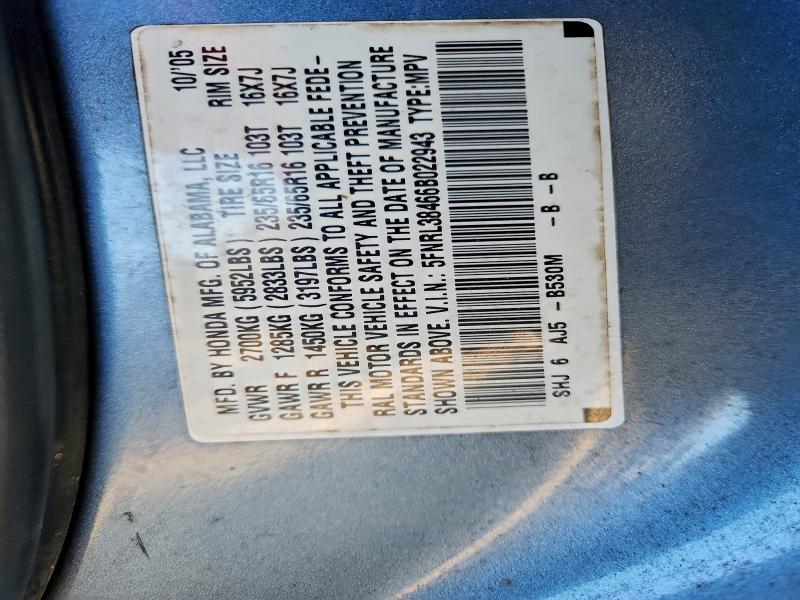 MFD. BY HONDA MFG. OF ALABAMA, LLC 10/'05
TIRE SIZE RIM SIZE
GVWR 2700KG (5952LBS)
GAWR F 1285KG (2833LBS) 235/65R16 103T 16X7J
GAWR R 1450KG (3197LBS) 235/65R16 103T 16X7J
THIS VEHICLE CONFORMS TO ALL APPLICABLE FEDE-
RAL MOTOR VEHICLE SAFETY AND THEFT PREVENTION
STANDARDS IN EFFECT ON THE DATE OF MANUFACTURE
SHOWN ABOVE. V.I.N.: 5FNRL38466B022943 TYPE:MPV
SHJ 6 AJ5 -B530M -B -B